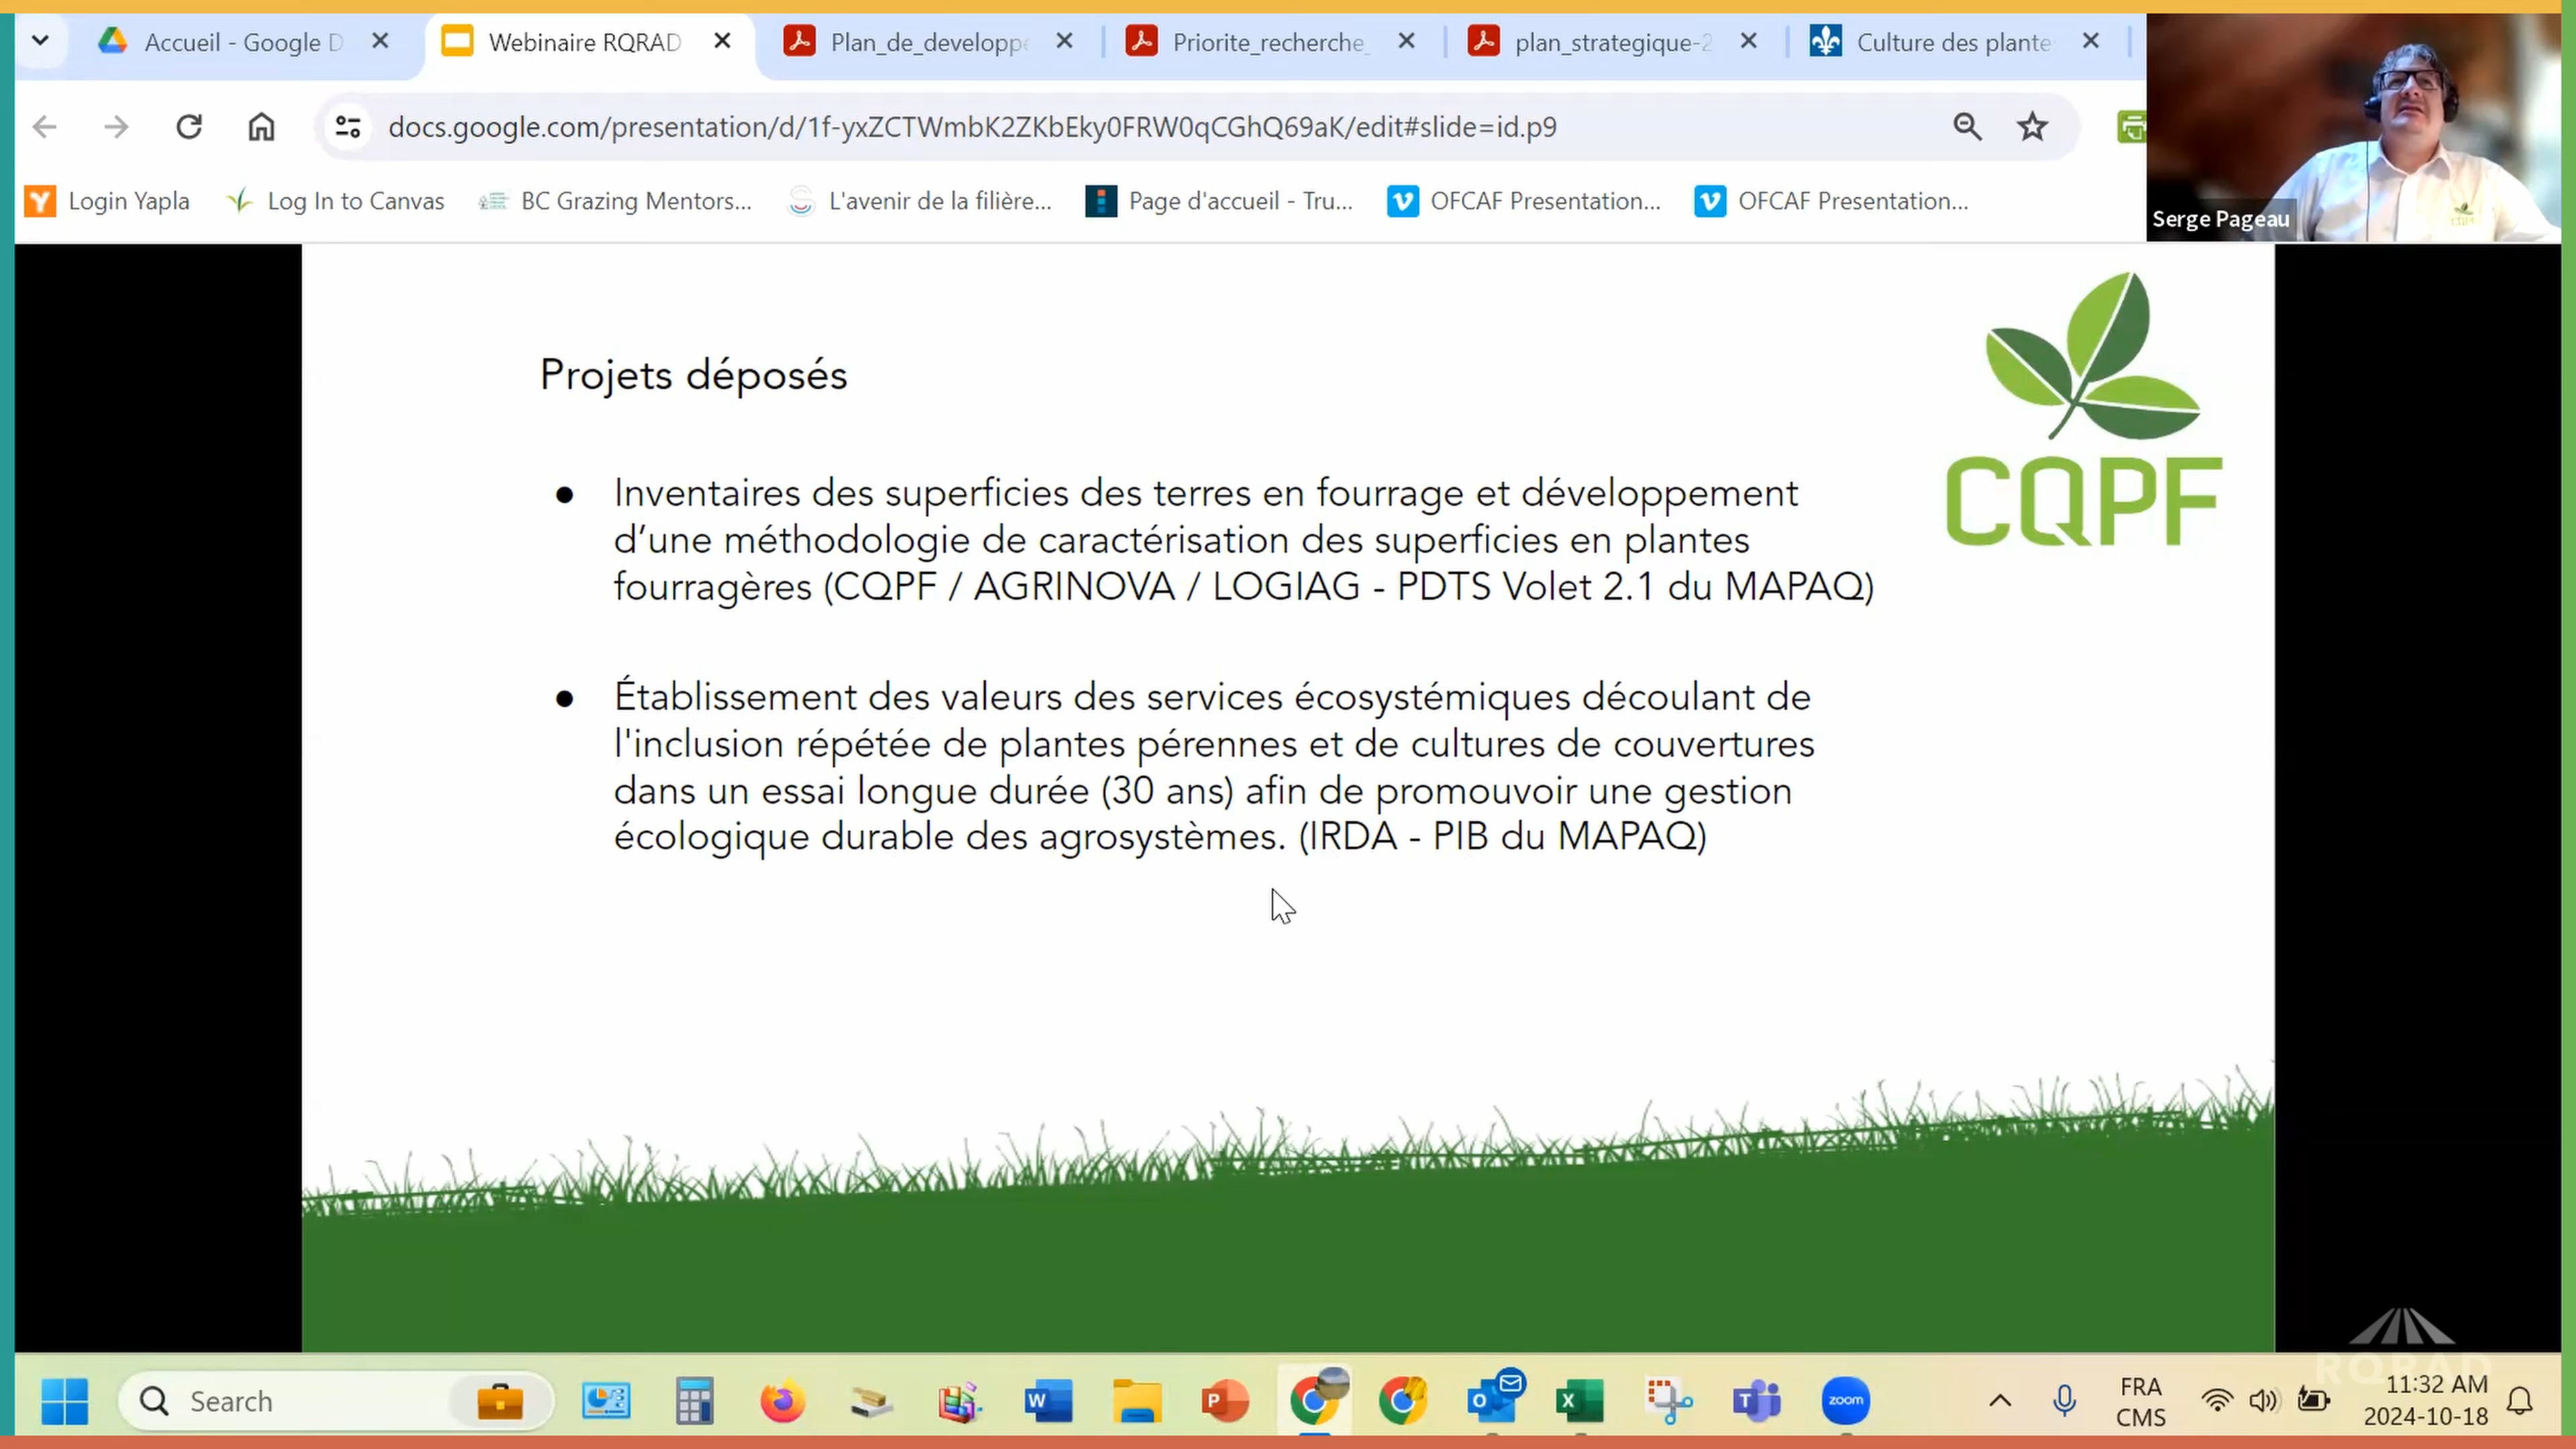 Accueil - Google D
Webinaire RQRAD
Plan_de_developpe
Priorite_recherche_
plan_strategique-2
Culture des plante
docs.google.com/presentation/d/1f-yxZCTWmbK2ZKbEky0FRW0qCGhQ69aK/edit#slide=id.p9
Login Yapla
Log In to Canvas
BC Grazing Mentors...
L'avenir de la filière...
Page d'accueil - Tru...
OFCAF Presentation...
OFCAF Presentation...
Serge Pageau
CQPF
Projets déposés
● Inventaires des superficies des terres en fourrage et développement
d’une méthodologie de caractérisation des superficies en plantes
fourragères (CQPF / AGRINOVA / LOGIAG - PDTS Volet 2.1 du MAPAQ)
● Établissement des valeurs des services écosystémiques découlant de
l'inclusion répétée de plantes pérennes et de cultures de couvertures
dans un essai longue durée (30 ans) afin de promouvoir une gestion
écologique durable des agrosystèmes. (IRDA - PIB du MAPAQ)
RQRAD
Search
zoom
FRA
CMS
11:32 AM
2024-10-18